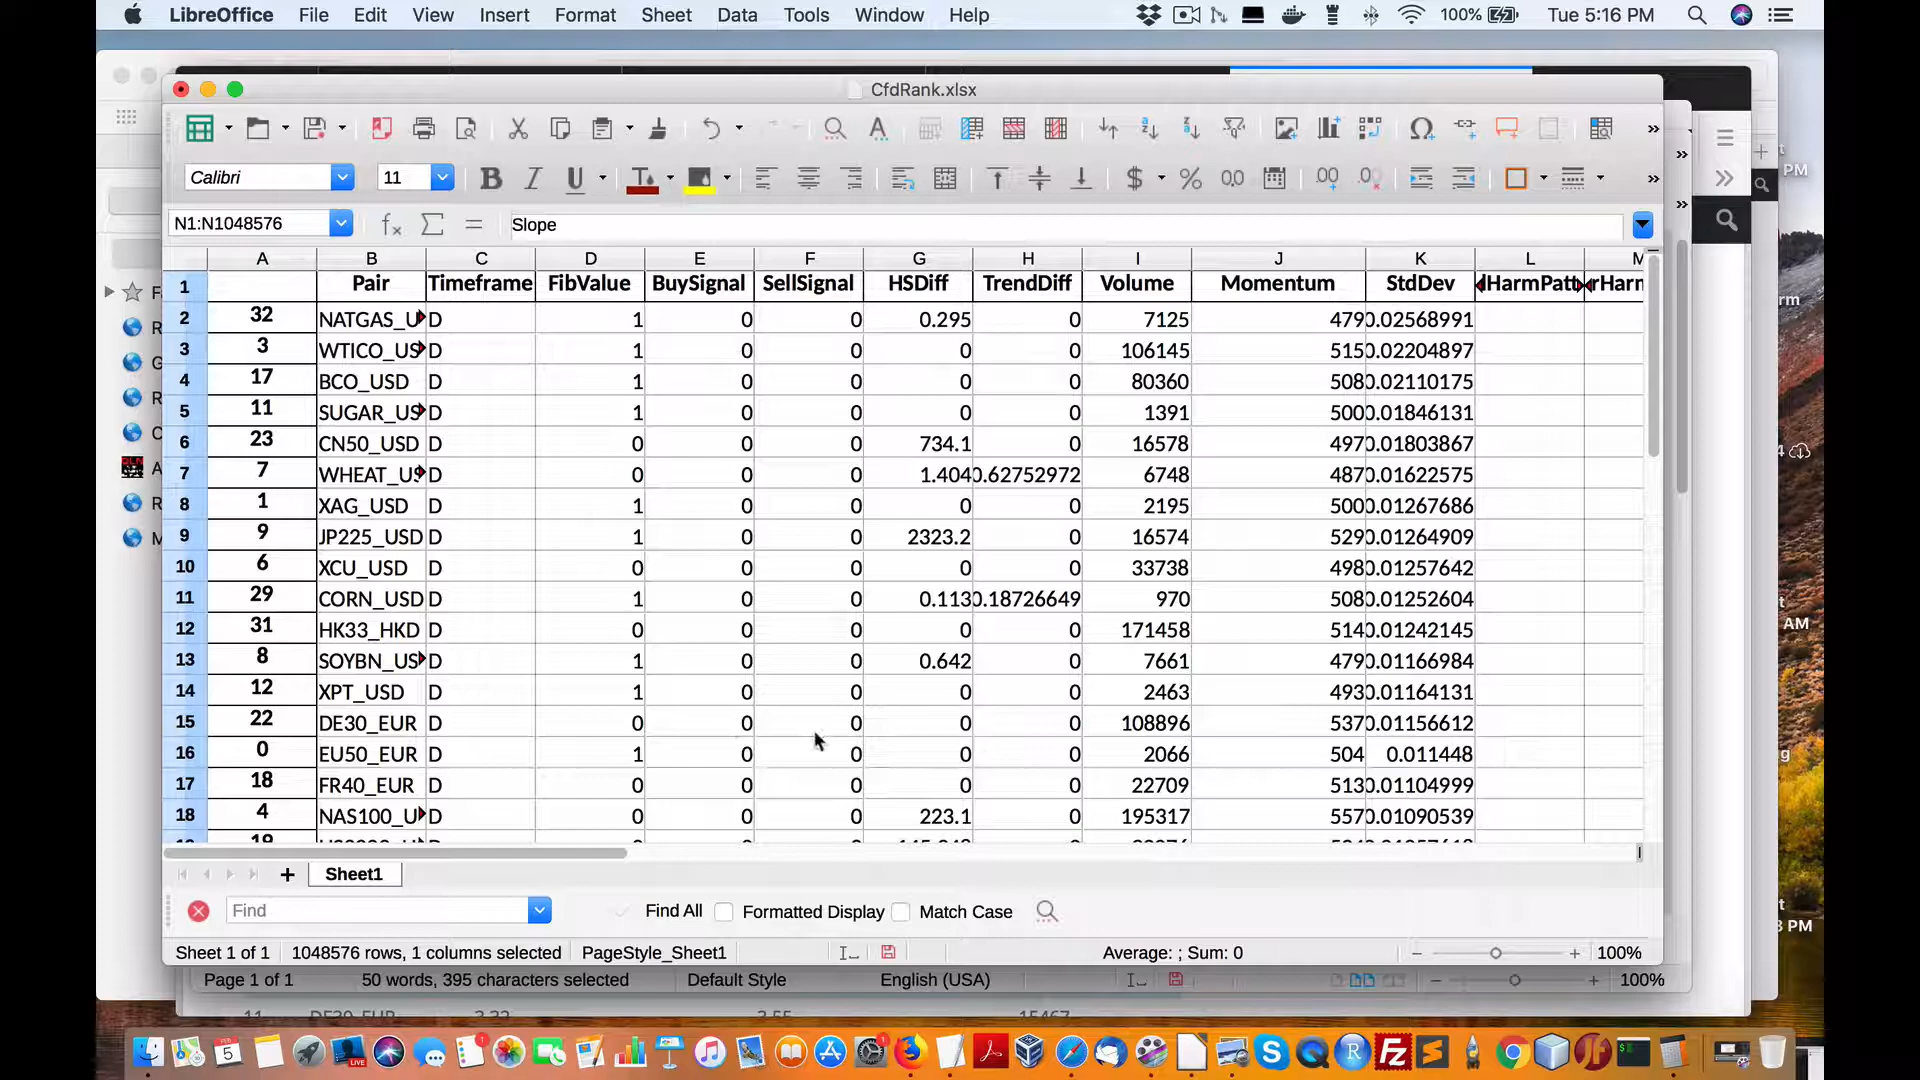 LibreOffice File Edit View Insert Format Sheet Data Tools Window Help 100% Tue 5:16 PM
CfdRank.xlsx
Calibri 11
N1:N1048576 Slope
A B C D E F G H I J K L M
1 Pair Timeframe FibValue BuySignal SellSignal HSDiff TrendDiff Volume Momentum StdDev lHarmPatt rHarn
2 32 NATGAS_U D 1 0 0 0.295 0 7125 479 0.02568991
3 3 WTICO_US D 1 0 0 0 0 106145 515 0.02204897
4 17 BCO_USD D 1 0 0 0 0 80360 508 0.02110175
5 11 SUGAR_US D 1 0 0 0 0 1391 500 0.01846131
6 23 CN50_USD D 0 0 0 734.1 0 16578 497 0.01803867
7 7 WHEAT_US D 0 0 0 1.404 0.62752972 6748 487 0.01622575
8 1 XAG_USD D 1 0 0 0 0 2195 500 0.01267686
9 9 JP225_USD D 1 0 0 2323.2 0 16574 529 0.01264909
10 6 XCU_USD D 0 0 0 0 0 33738 498 0.01257642
11 29 CORN_USD D 1 0 0 0.113 0.18726649 970 508 0.01252604
12 31 HK33_HKD D 0 0 0 0 0 171458 514 0.01242145
13 8 SOYBN_US D 1 0 0 0.642 0 7661 479 0.01166984
14 12 XPT_USD D 1 0 0 0 0 2463 493 0.01164131
15 22 DE30_EUR D 0 0 0 0 0 108896 537 0.01156612
16 0 EU50_EUR D 1 0 0 0 0 2066 504 0.011448
17 18 FR40_EUR D 0 0 0 0 0 22709 513 0.01104999
18 4 NAS100_U D 0 0 0 223.1 0 195317 557 0.01090539
Sheet1
Find Find All Formatted Display Match Case
Sheet 1 of 1 1048576 rows, 1 columns selected PageStyle_Sheet1 Average: ; Sum: 0 100%
Page 1 of 1 50 words, 395 characters selected Default Style English (USA) 100%